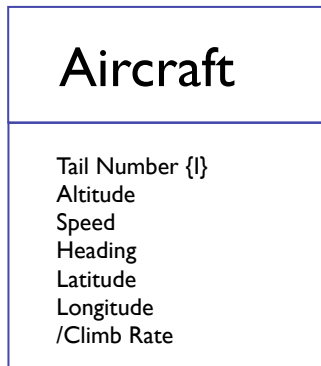 Aircraft
Tail Number {I}
Altitude
Speed
Heading
Latitude
Longitude
/Climb Rate